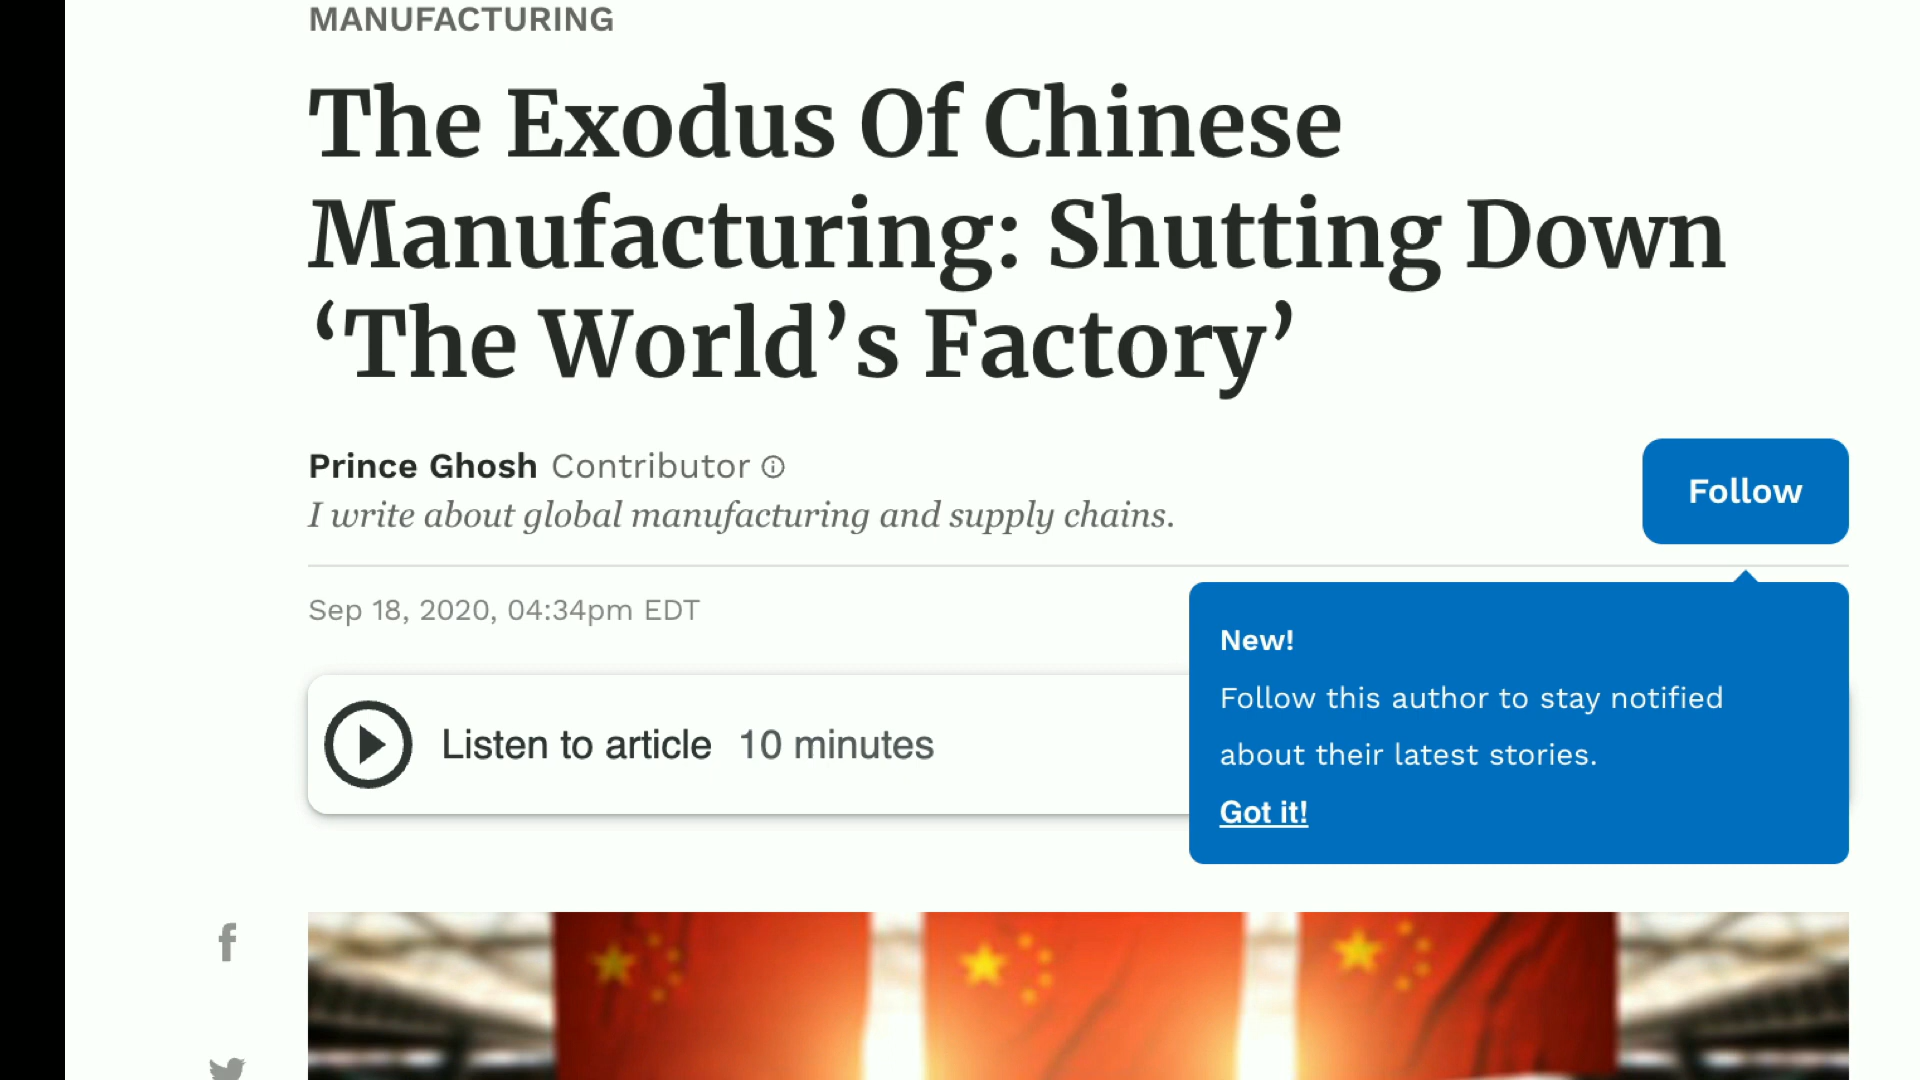 MANUFACTURING
The Exodus Of Chinese
Manufacturing: Shutting Down
‘The World’s Factory’
Prince Ghosh Contributor
I write about global manufacturing and supply chains.
Follow
Sep 18, 2020, 04:34pm EDT
New!
Follow this author to stay notified
about their latest stories.
Got it!
Listen to article 10 minutes